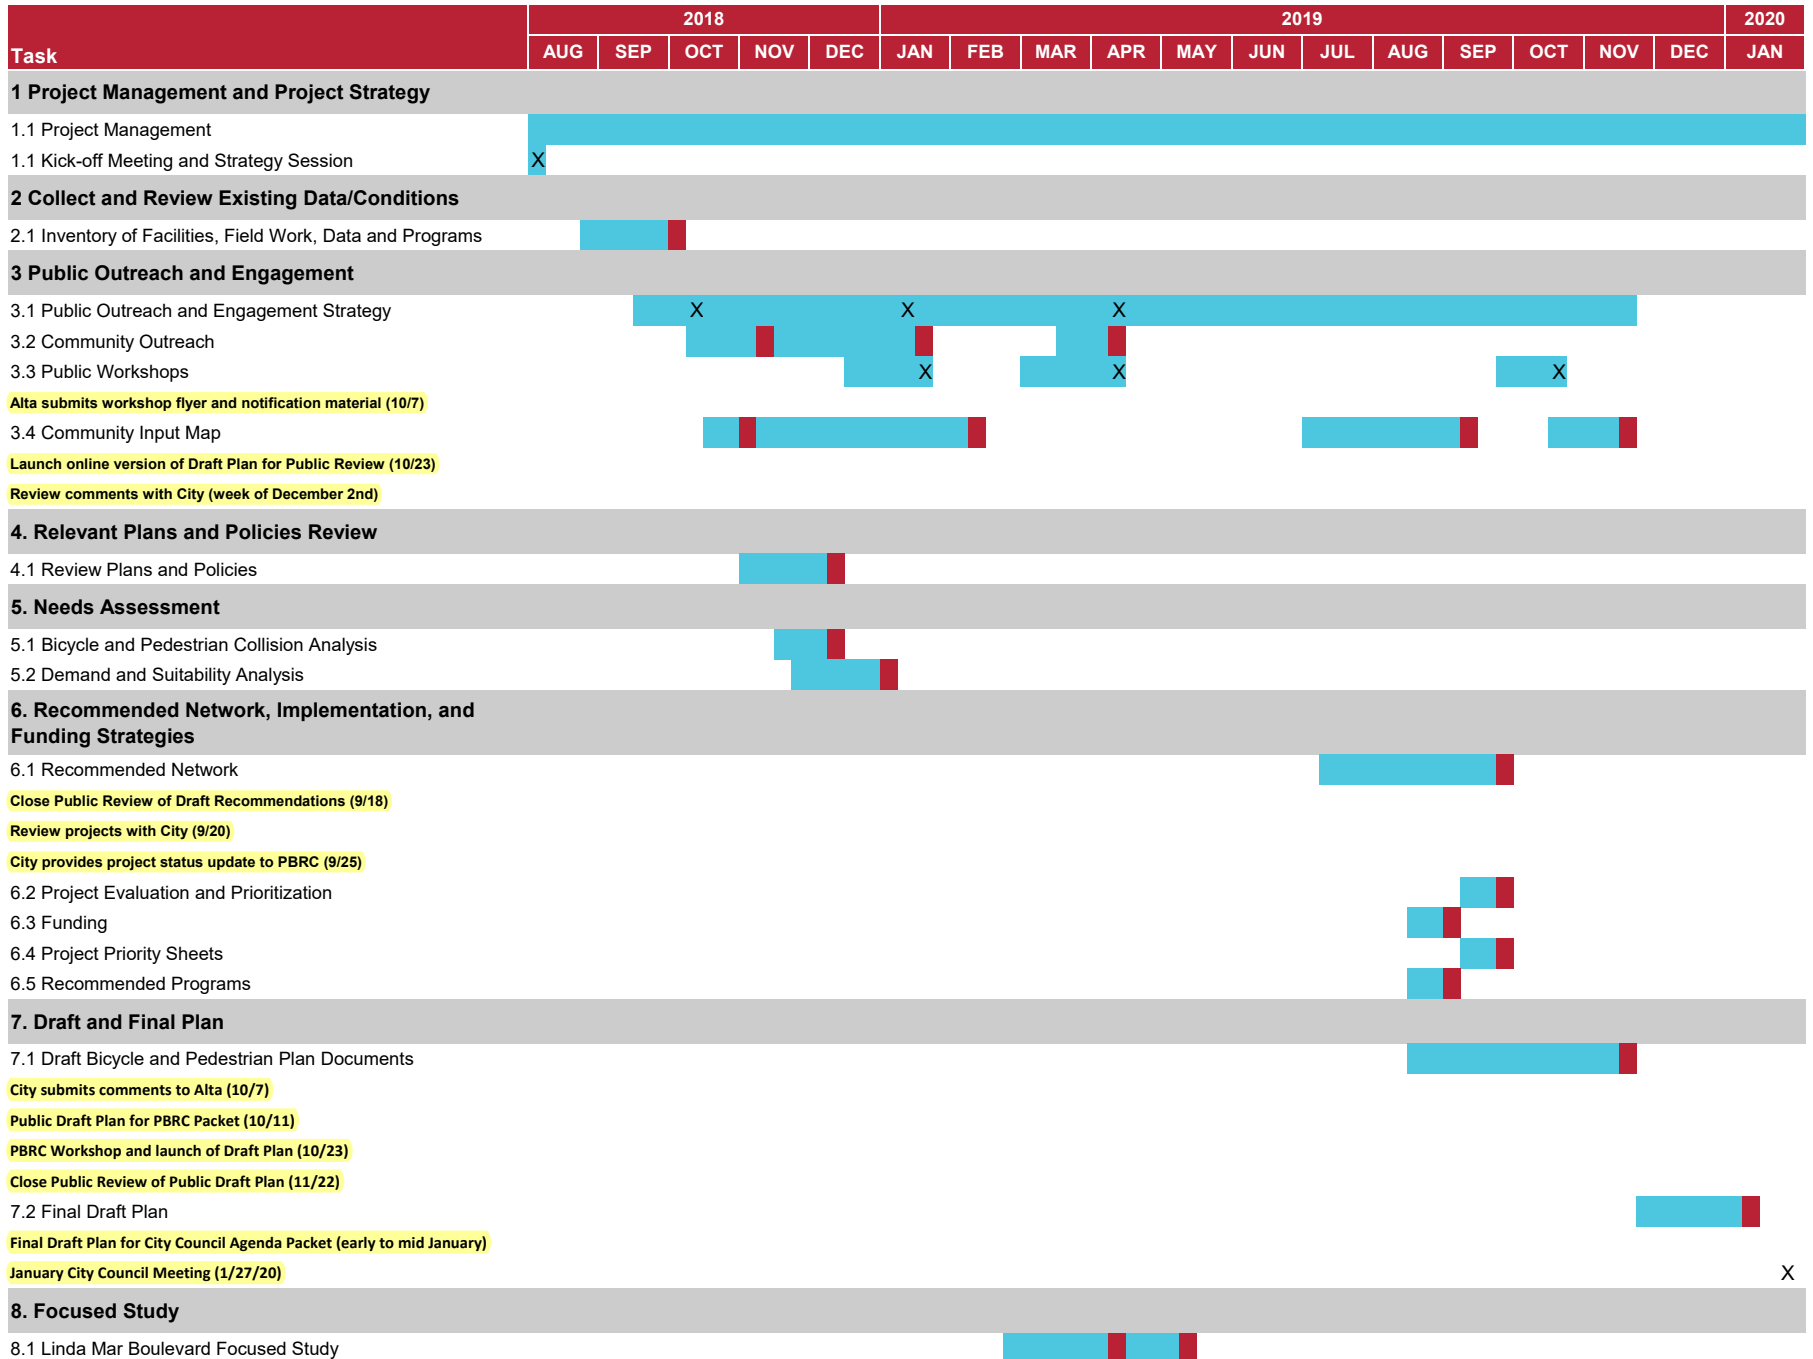 2018 2019 2020
Task AUG SEP OCT NOV DEC JAN FEB MAR APR MAY JUN JUL AUG SEP OCT NOV DEC JAN
1 Project Management and Project Strategy
1.1 Project Management
1.1 Kick-off Meeting and Strategy Session X
2 Collect and Review Existing Data/Conditions
2.1 Inventory of Facilities, Field Work, Data and Programs
3 Public Outreach and Engagement
3.1 Public Outreach and Engagement Strategy X X X
3.2 Community Outreach
3.3 Public Workshops X X X
Alta submits workshop flyer and notification material (10/7)
3.4 Community Input Map
Launch online version of Draft Plan for Public Review (10/23)
Review comments with City (week of December 2nd)
4. Relevant Plans and Policies Review
4.1 Review Plans and Policies
5. Needs Assessment
5.1 Bicycle and Pedestrian Collision Analysis
5.2 Demand and Suitability Analysis
6. Recommended Network, Implementation, and
Funding Strategies
6.1 Recommended Network
Close Public Review of Draft Recommendations (9/18)
Review projects with City (9/20)
City provides project status update to PBRC (9/25)
6.2 Project Evaluation and Prioritization
6.3 Funding
6.4 Project Priority Sheets
6.5 Recommended Programs
7. Draft and Final Plan
7.1 Draft Bicycle and Pedestrian Plan Documents
City submits comments to Alta (10/7)
Public Draft Plan for PBRC Packet (10/11)
PBRC Workshop and launch of Draft Plan (10/23)
Close Public Review of Public Draft Plan (11/22)
7.2 Final Draft Plan
Final Draft Plan for City Council Agenda Packet (early to mid January)
January City Council Meeting (1/27/20) X
8. Focused Study
8.1 Linda Mar Boulevard Focused Study